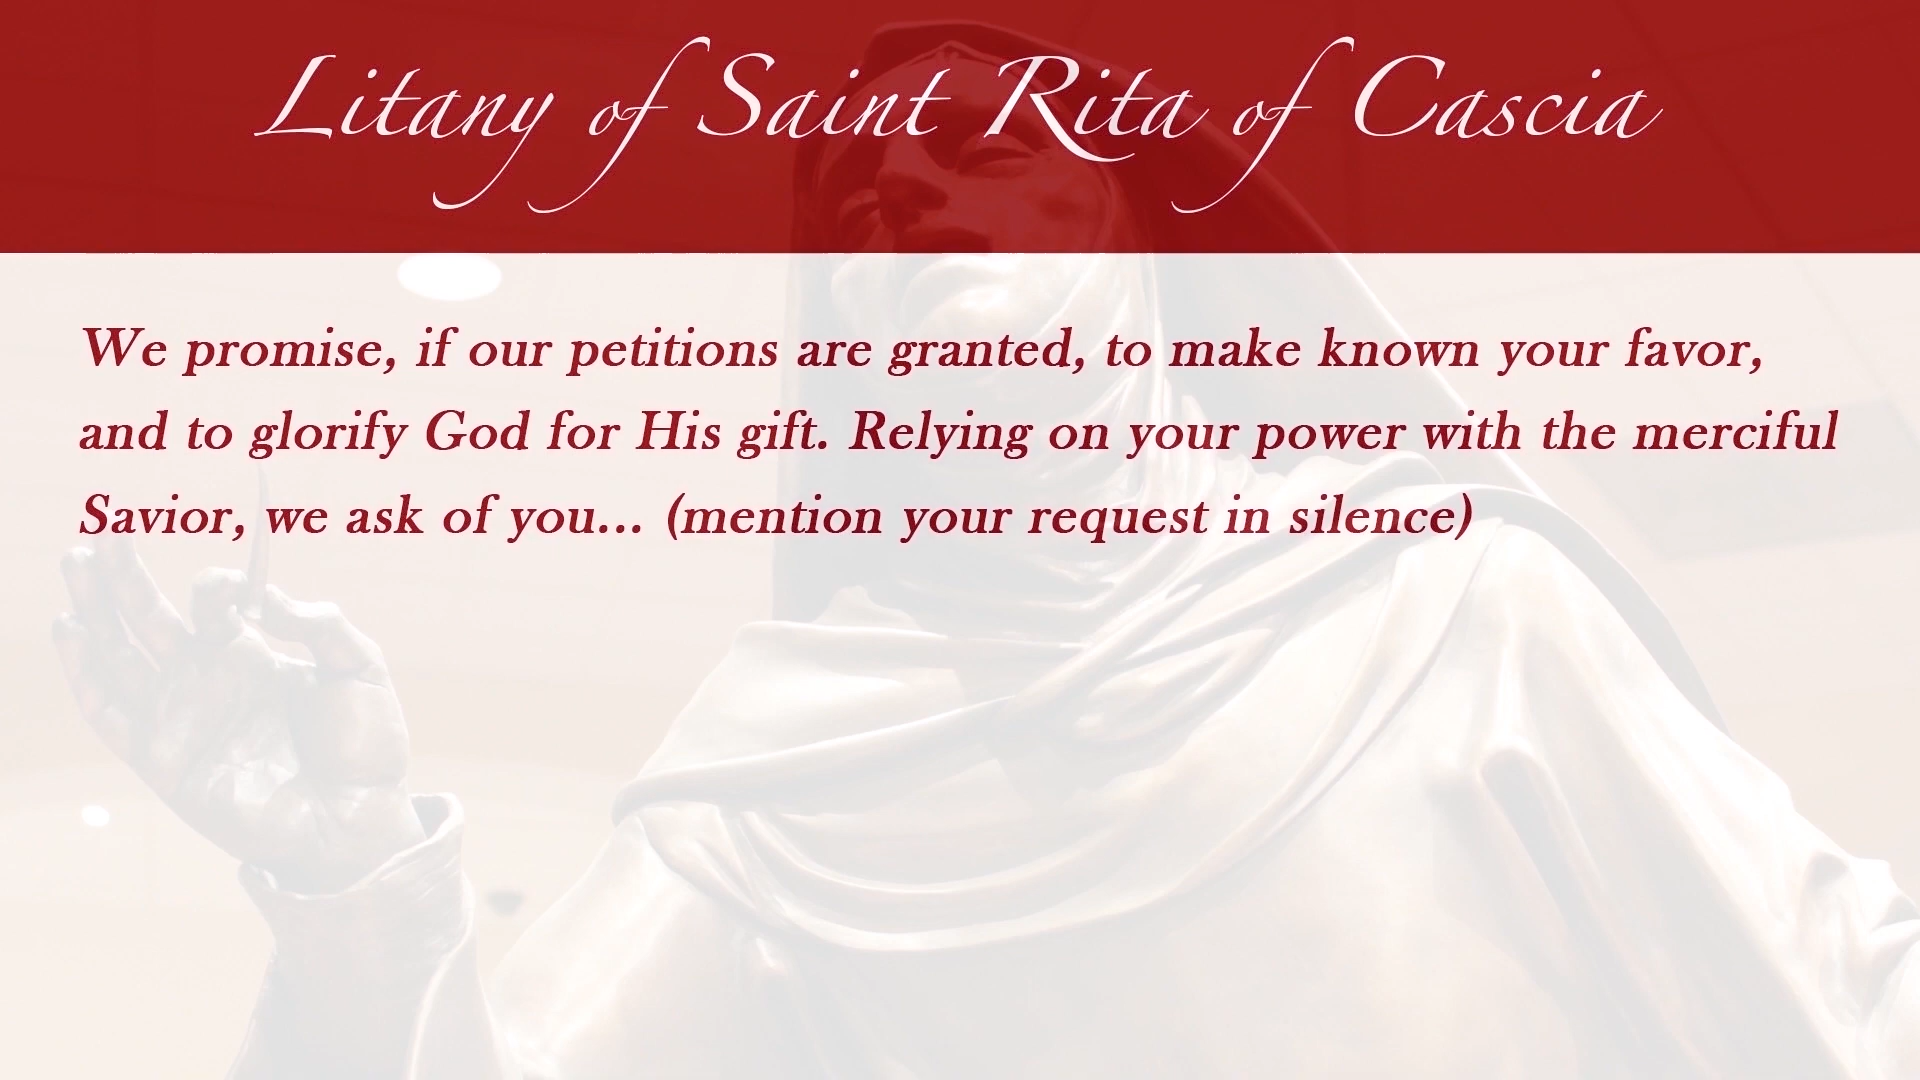 Litany of Saint Rita of Cascia
We promise, if our petitions are granted, to make known your favor,
and to glorify God for His gift. Relying on your power with the merciful
Savior, we ask of you... (mention your request in silence)